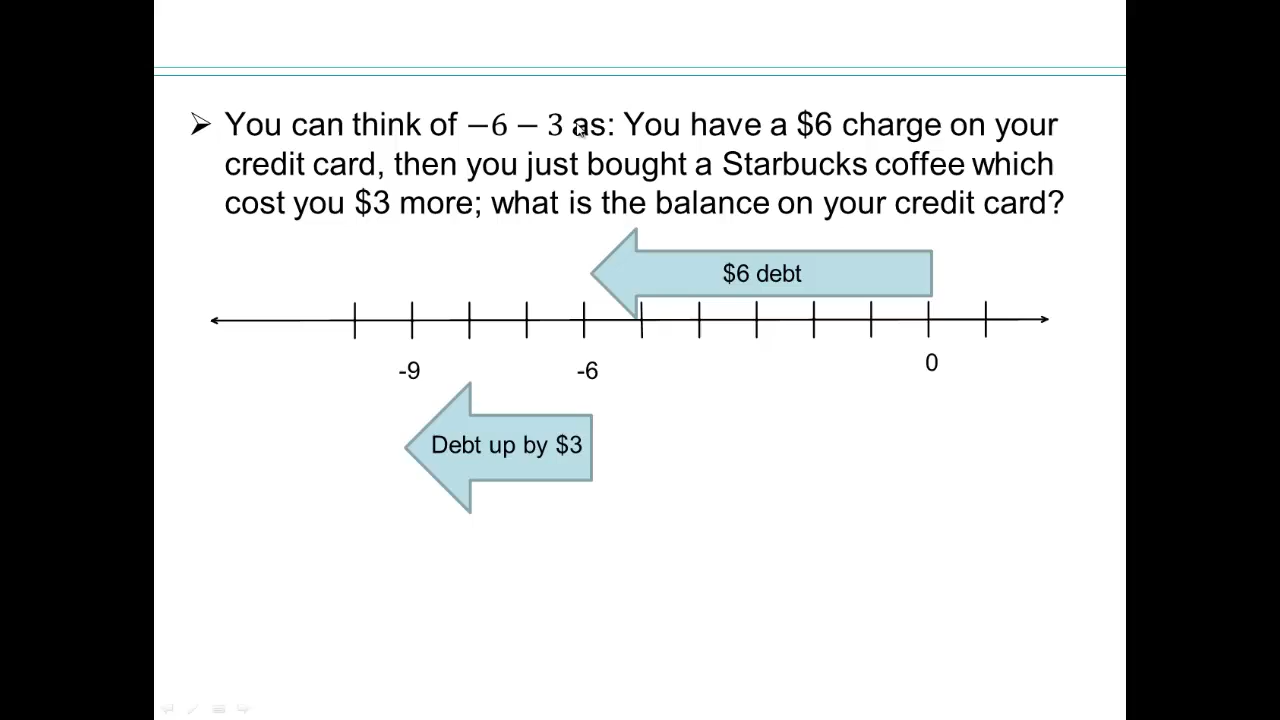 ➢ You can think of −6 − 3 as: You have a $6 charge on your
credit card, then you just bought a Starbucks coffee which
cost you $3 more; what is the balance on your credit card?
$6 debt
-9 -6 0
Debt up by $3